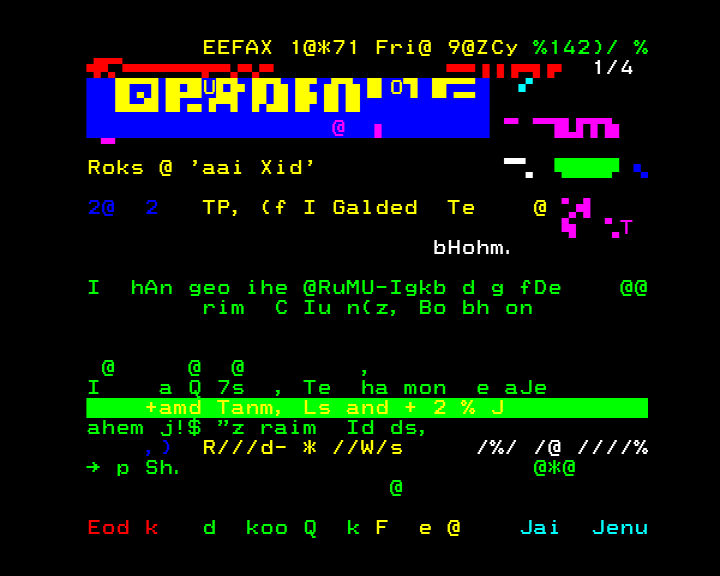 EEFAX 1@*71 Fri@ 9@ZCy %142)/ %
1/4
U O
@
Roks @ 'aai Xid'
2@ 2 TP, (f I Galded Te @
T
bHohm.
I hAn geo ihe @RuMU-Igkb d g fDe @@
rim C Iu n(z, Bo bh on
@ @ @ ,
I a Q 7s , Te ha mon e aJe
+amd Tanm, Ls and + 2 % J
ahem j!$ "z raim Id ds,
,) R///d- * //W/s /%/ /@ ////%
→ p Sh. @*@
@
Eod k d koo Q k F e @ Jai Jenu